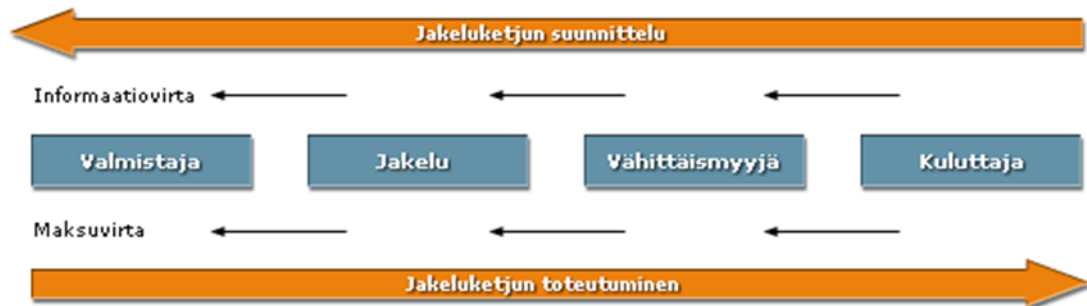 Jakeluketjun suunnittelu
Informaatiovirta
Valmistaja
Jakelu
Vähittäismyyjä
Kuluttaja
Maksuvirta
Jakeluketjun toteutuminen